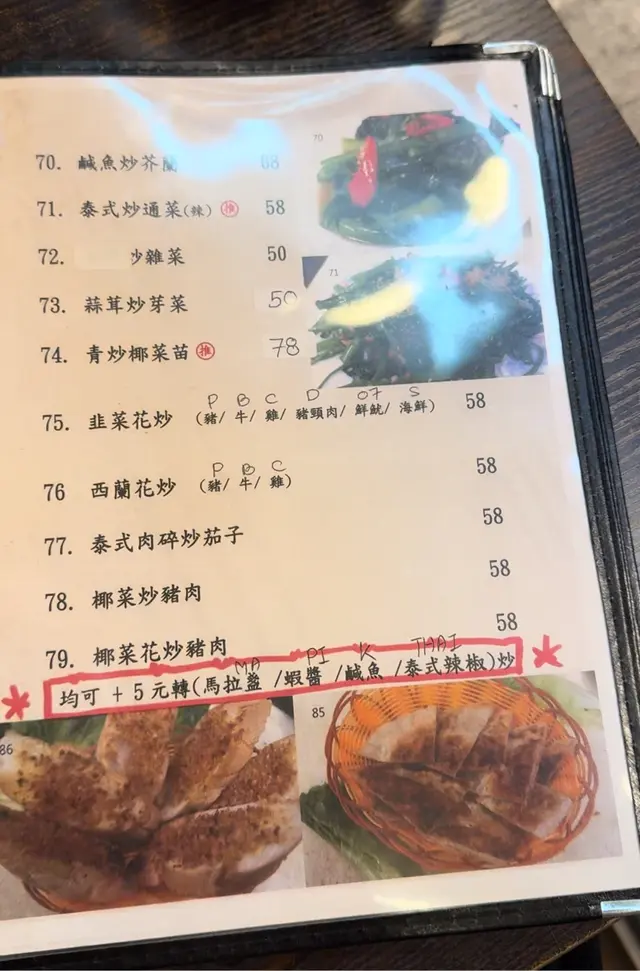 70. 鹹魚炒芥蘭 68
70
71. 泰式炒通菜(辣) 推 58
72. 炒雜菜 50
71
73. 蒜茸炒芽菜 50
74. 青炒椰菜苗 推 78
P B C D 07 S
75. 韭菜花炒 (豬/ 牛/ 雞/ 豬頸肉/ 鮮魷/ 海鮮) 58
P B C
76 西蘭花炒 (豬/ 牛/ 雞) 58
77. 泰式肉碎炒茄子 58
78. 椰菜炒豬肉 58
79. 椰菜花炒豬肉 58
MA PI K THAI
* 均可 + 5 元轉(馬拉盞 /蝦醬 /鹹魚 /泰式辣椒)炒 *
86
85